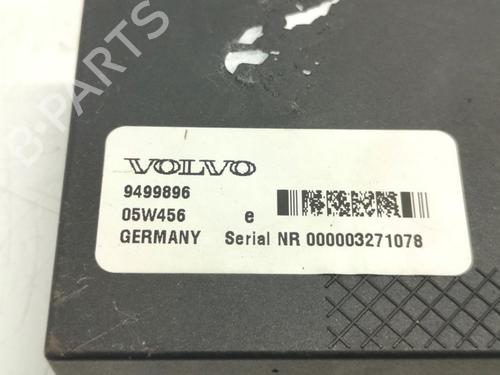 B-PARTS
VOLVO
9499896
05W456 e
GERMANY Serial NR 000003271078